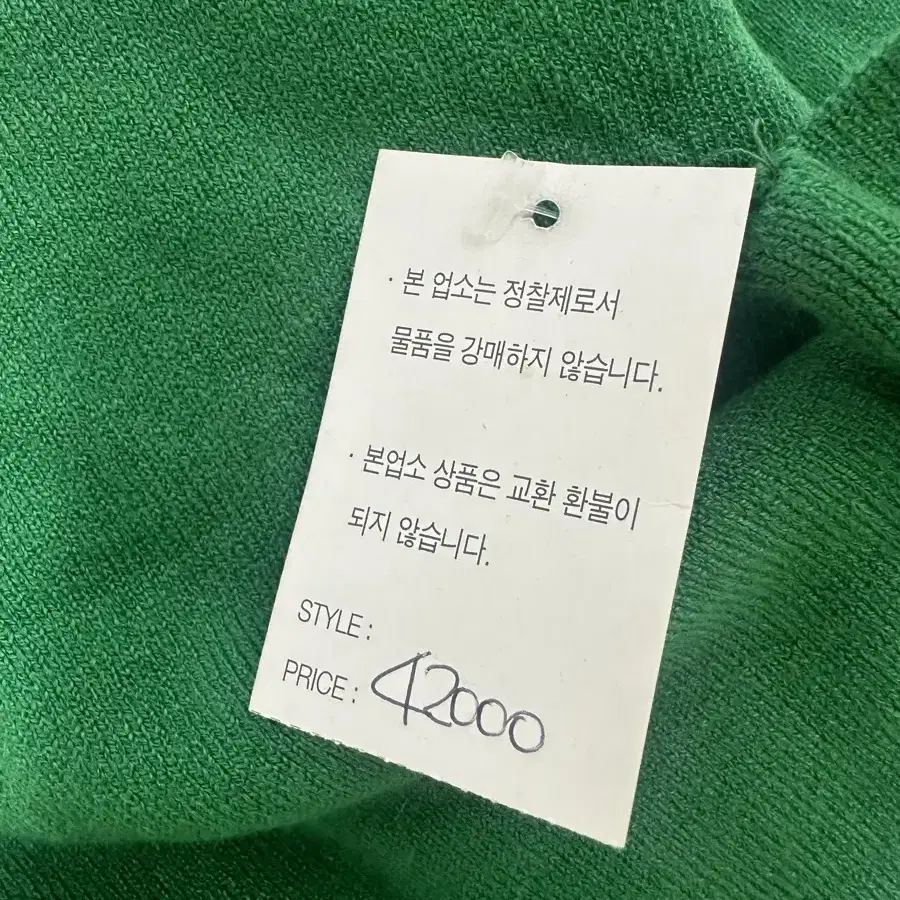 · 본 업소는 정찰제로서
물품을 강매하지 않습니다.
· 본업소 상품은 교환 환불이
되지 않습니다.
STYLE :
PRICE : 42000